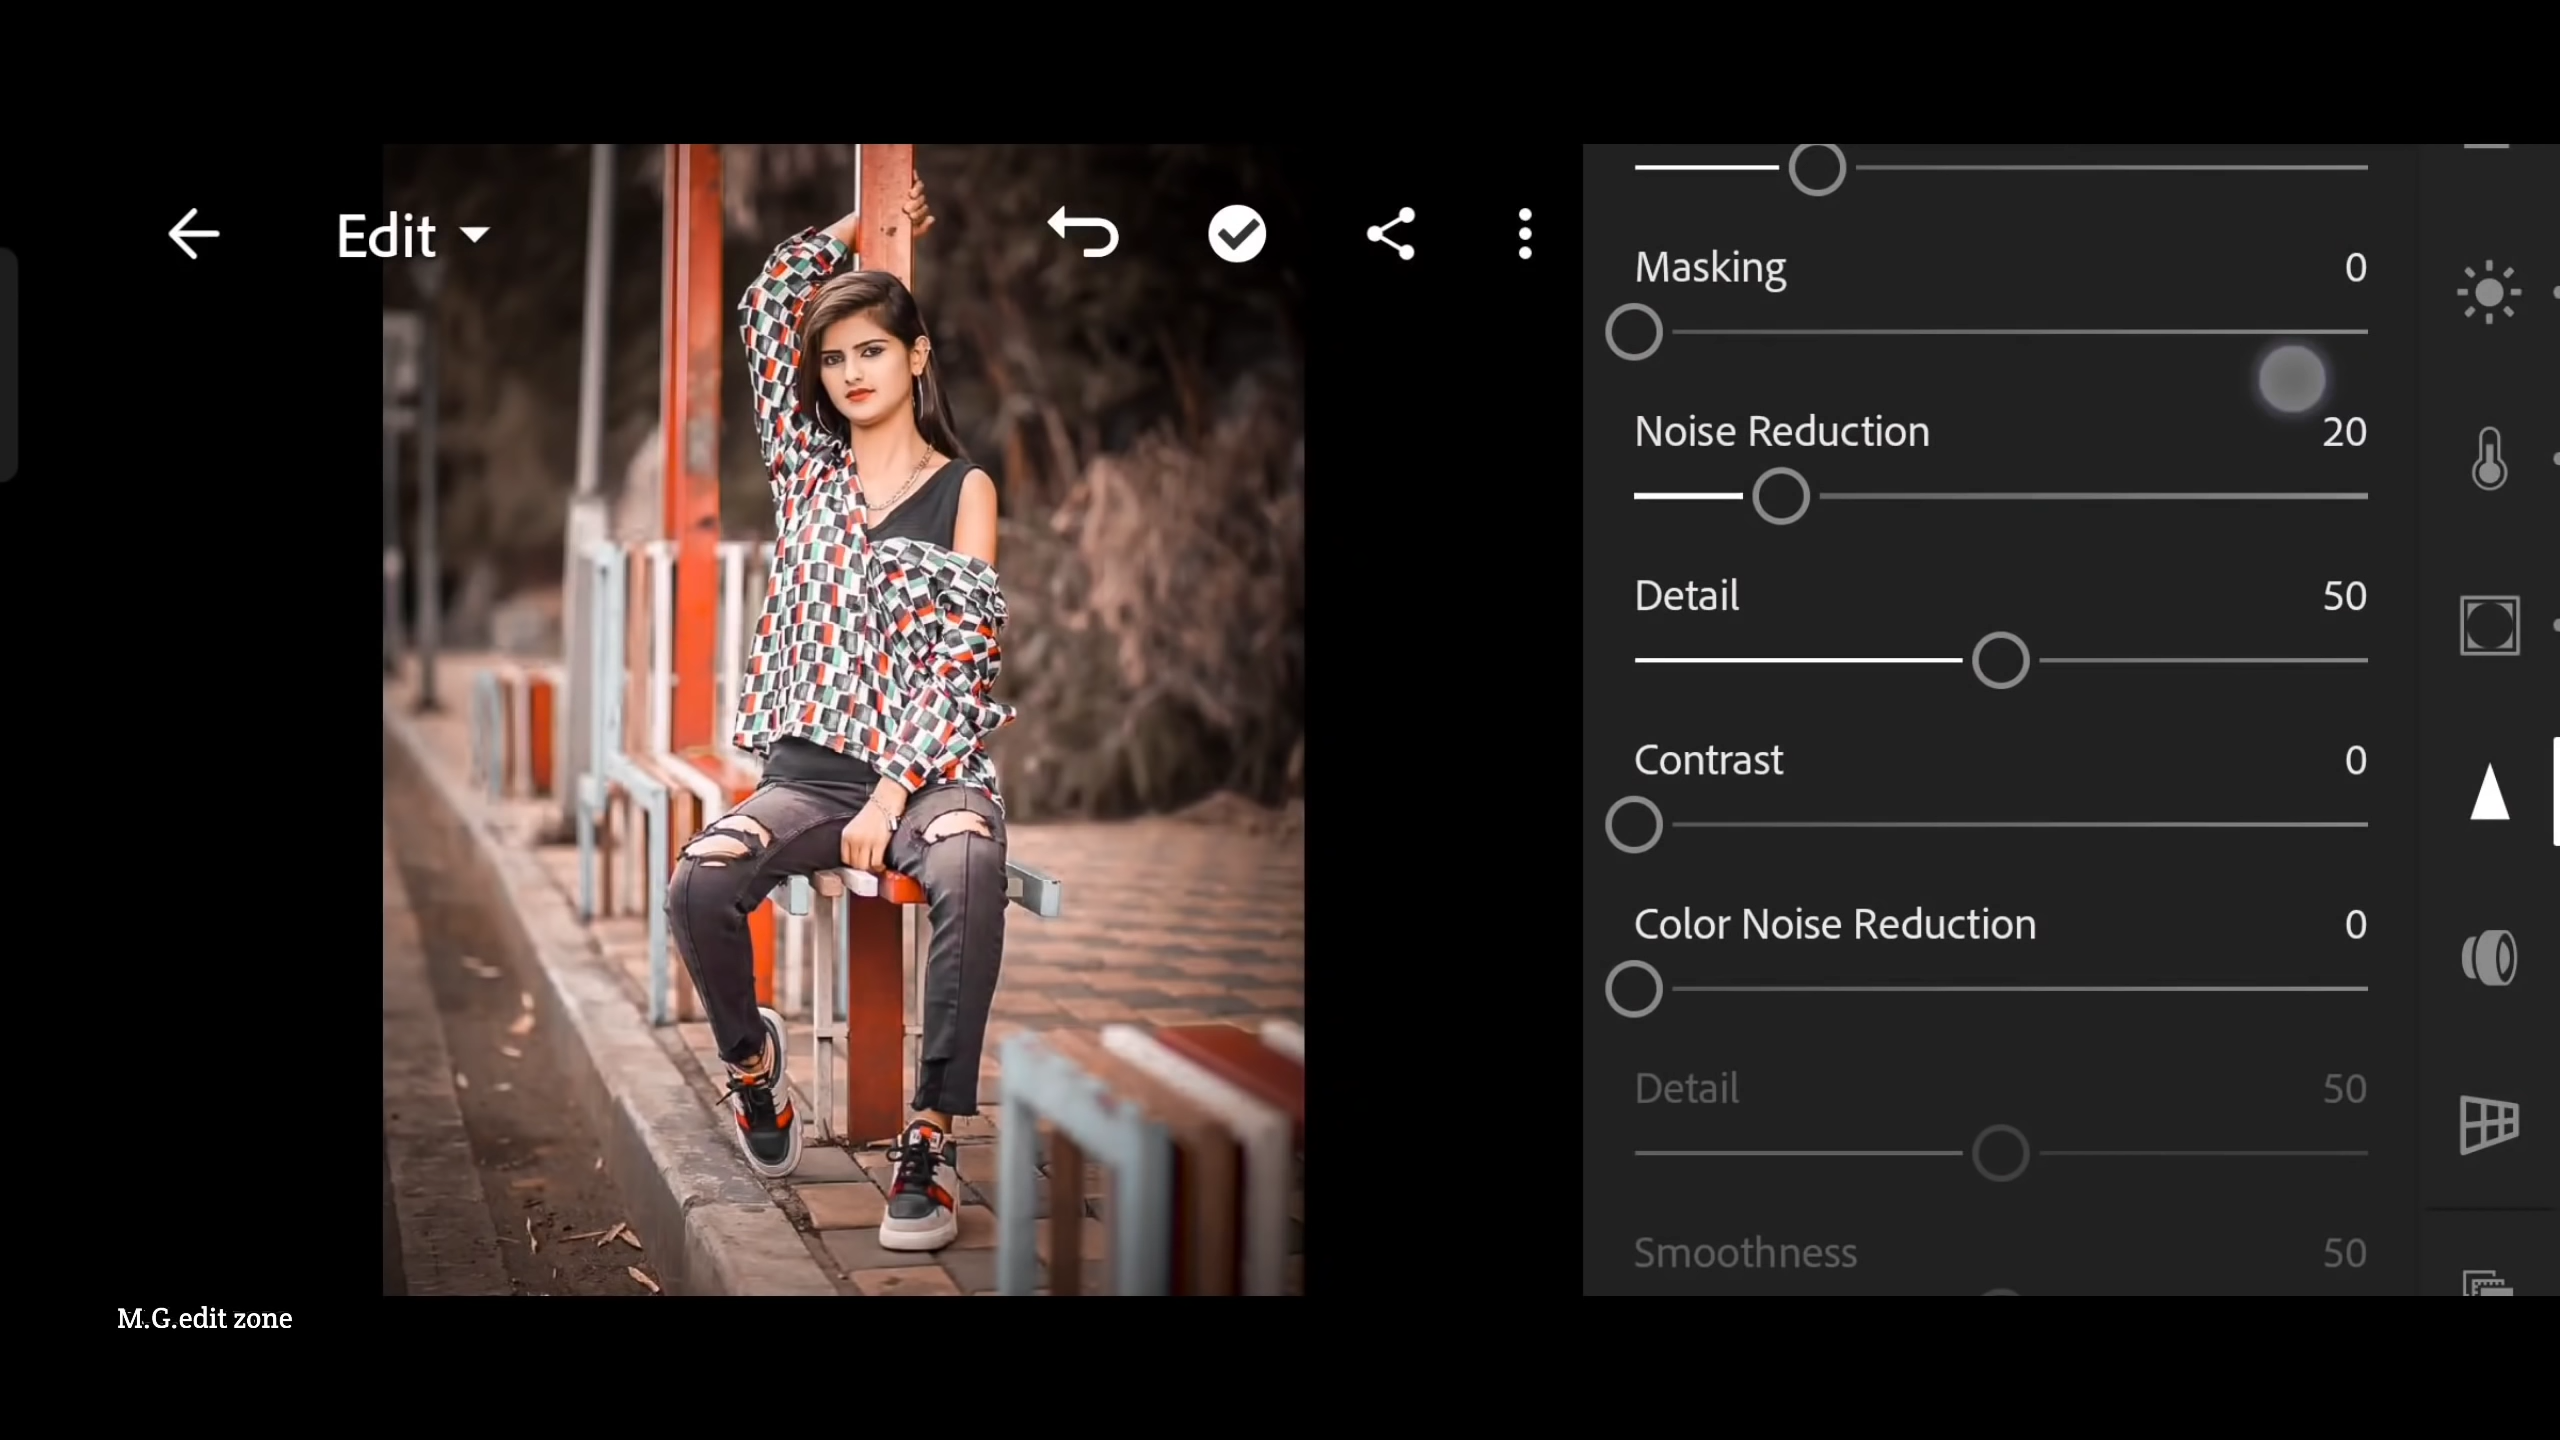 Edit
Masking 0
Noise Reduction 20
Detail 50
Contrast 0
Color Noise Reduction 0
Detail 50
Smoothness 50
M.G.edit zone